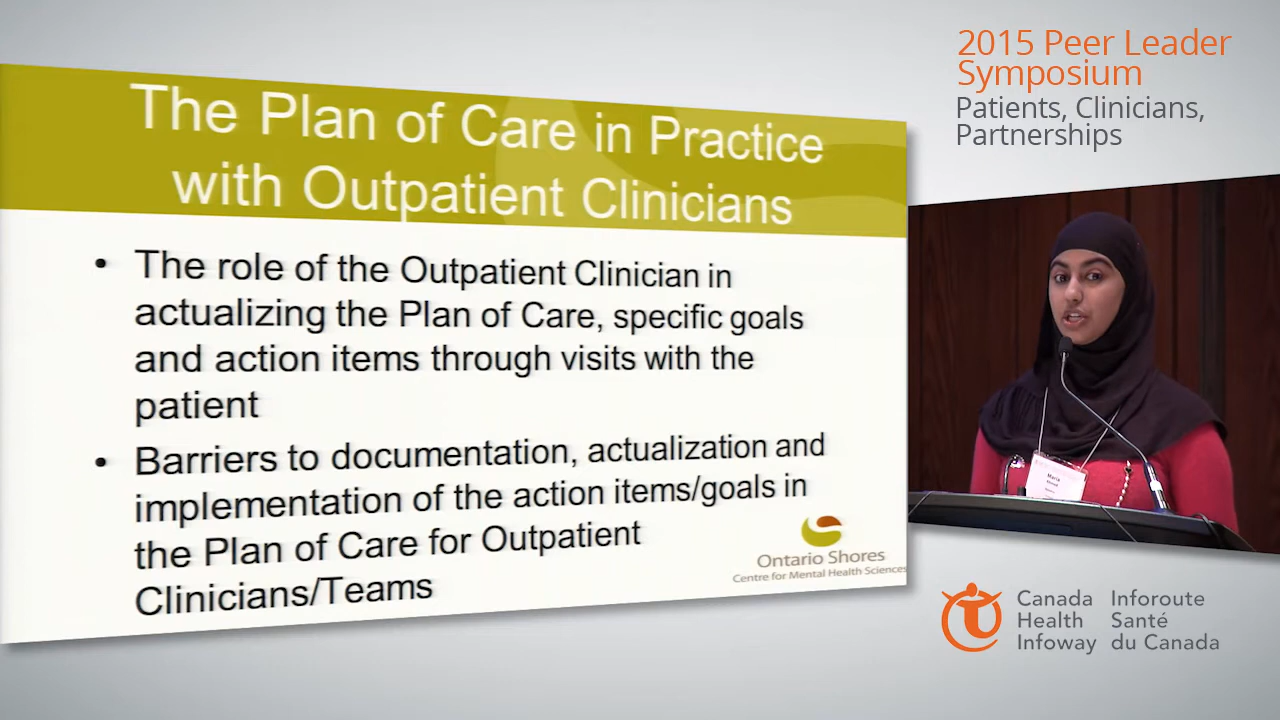 2015 Peer Leader
Symposium
Patients, Clinicians,
Partnerships
The Plan of Care in Practice
with Outpatient Clinicians
• The role of the Outpatient Clinician in
actualizing the Plan of Care, specific goals
and action items through visits with the
patient
• Barriers to documentation, actualization and
implementation of the action items/goals in
the Plan of Care for Outpatient
Clinicians/Teams
Ontario Shores
Centre for Mental Health Sciences
Maria
Canada Inforoute
Health Santé
Infoway du Canada